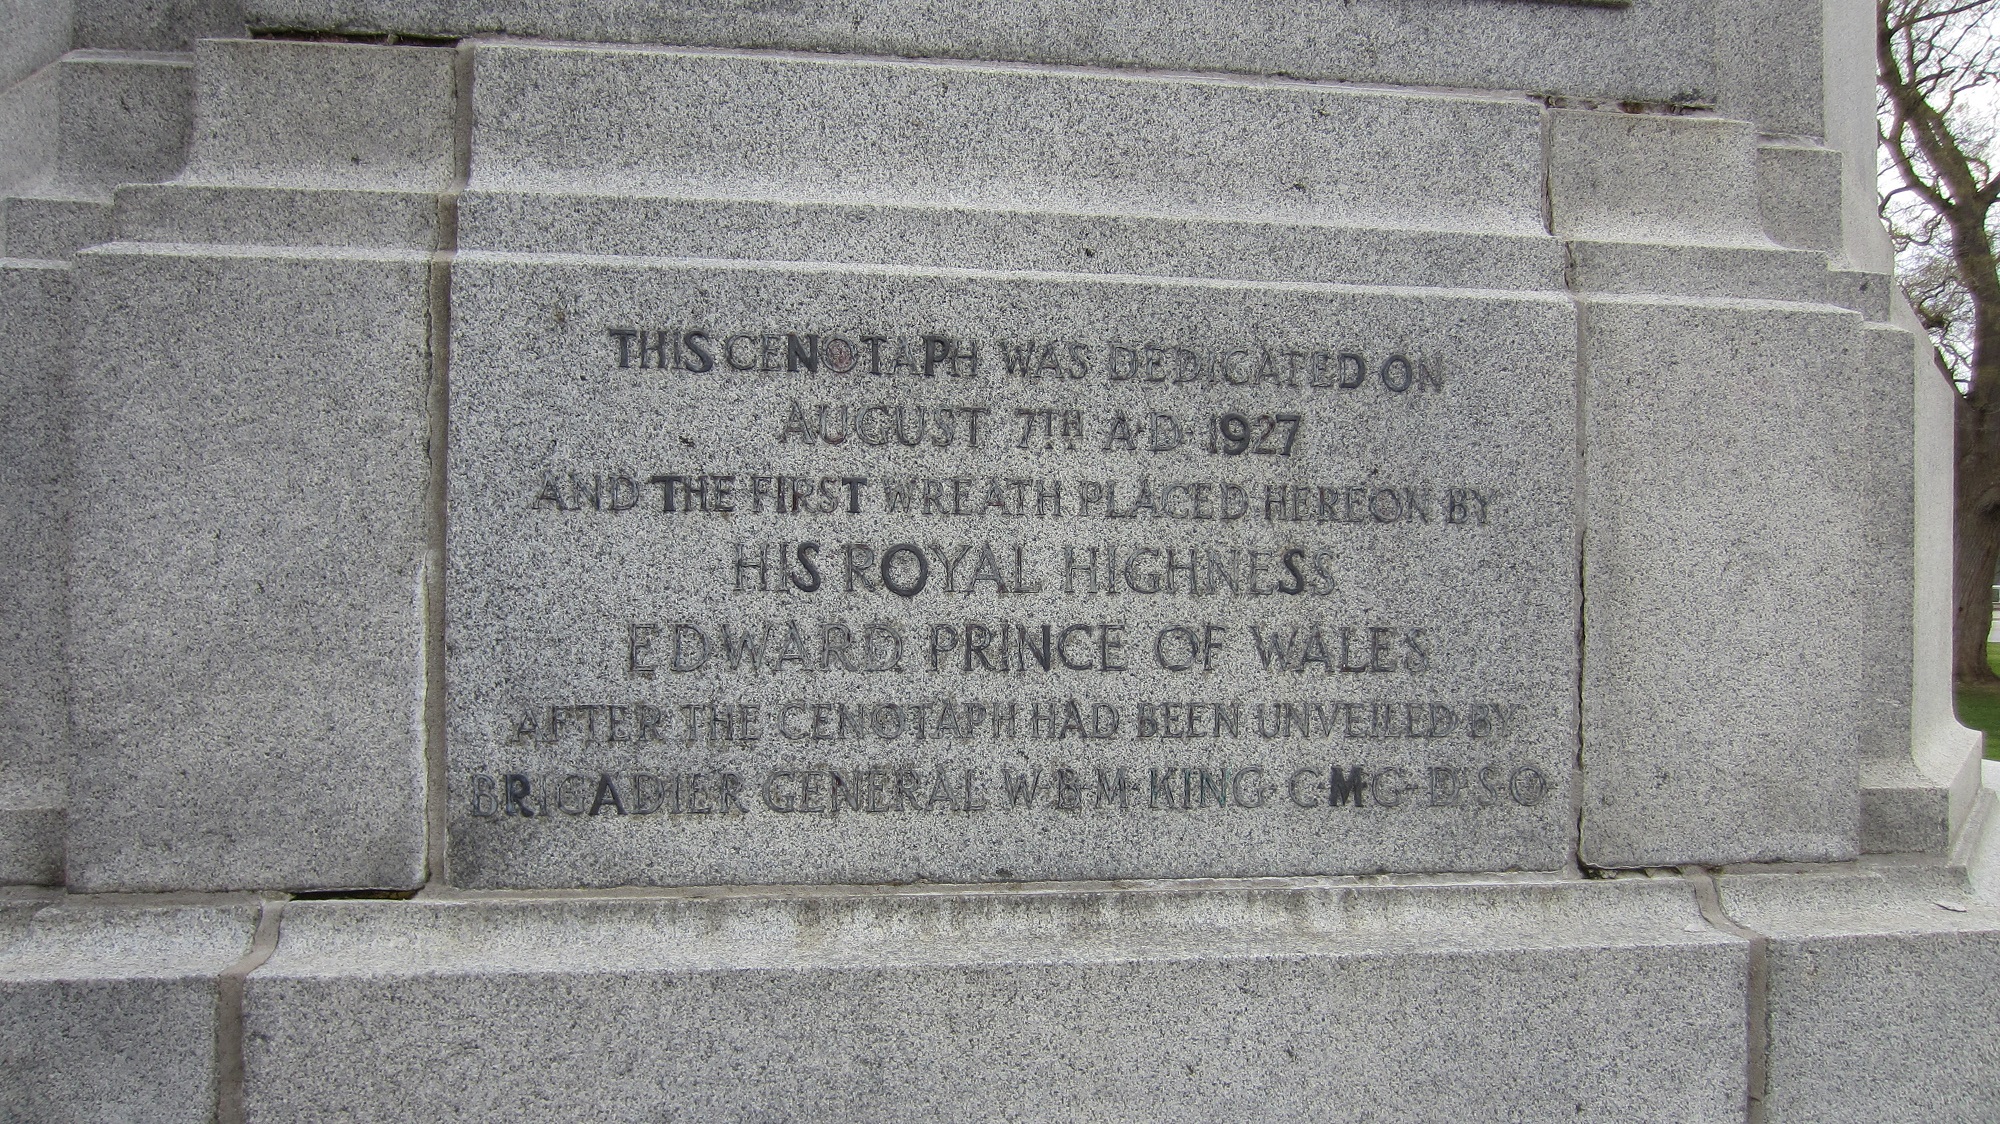 THIS CENOTAPH WAS DEDICATED ON
AUGUST 7TH A·D· 1927
AND THE FIRST WREATH PLACED HEREON BY
HIS ROYAL HIGHNESS
EDWARD PRINCE OF WALES
AFTER THE CENOTAPH HAD BEEN UNVEILED BY
BRIGADIER GENERAL W·B·M·KING·C·M·G·D·S·O·